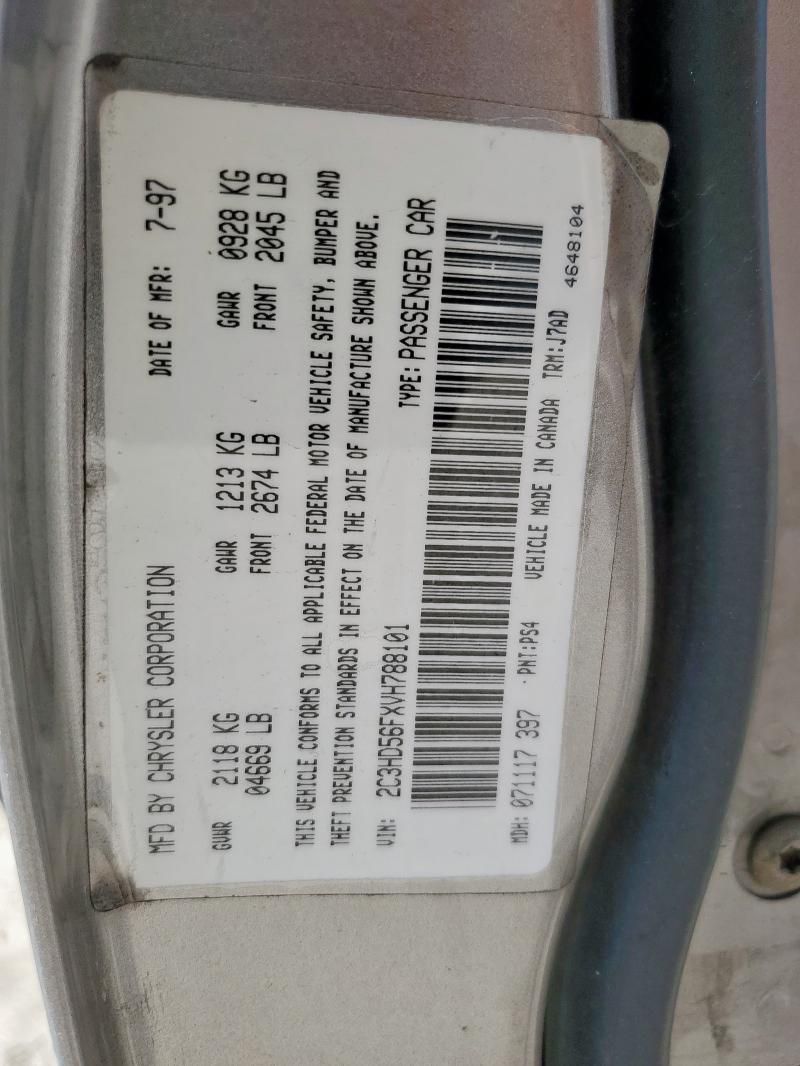 MFD BY CHRYSLER CORPORATION DATE OF MFR: 7-97
GVWR 2118 KG GAWR 1213 KG GAWR 0928 KG
04669 LB FRONT 2674 LB FRONT 2045 LB
THIS VEHICLE CONFORMS TO ALL APPLICABLE FEDERAL MOTOR VEHICLE SAFETY, BUMPER AND
THEFT PREVENTION STANDARDS IN EFFECT ON THE DATE OF MANUFACTURE SHOWN ABOVE.
VIN: 2C3HD56FXVH788101 TYPE: PASSENGER CAR
MDH: 071117 397 PNT:PS4 VEHICLE MADE IN CANADA TRM:J7AD
4648104